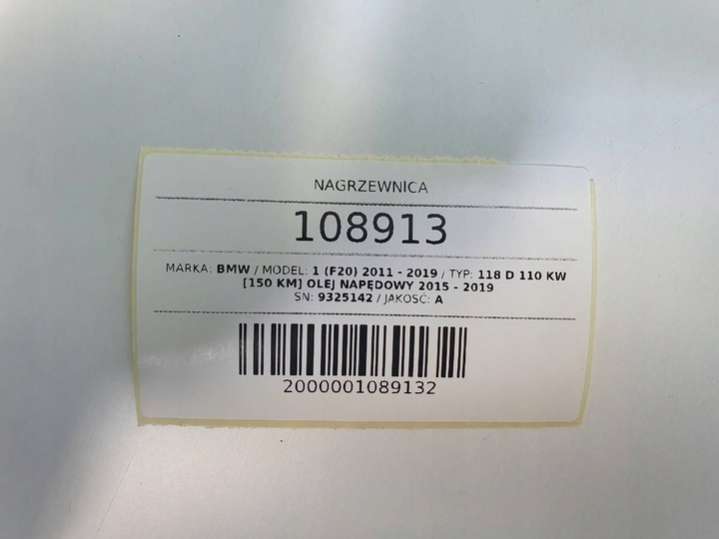 NAGRZEWNICA
108913
MARKA: BMW / MODEL: 1 (F20) 2011 - 2019 / TYP: 118 D 110 KW
[150 KM] OLEJ NAPĘDOWY 2015 - 2019
SN: 9325142 / JAKOŚĆ: A
2000001089132